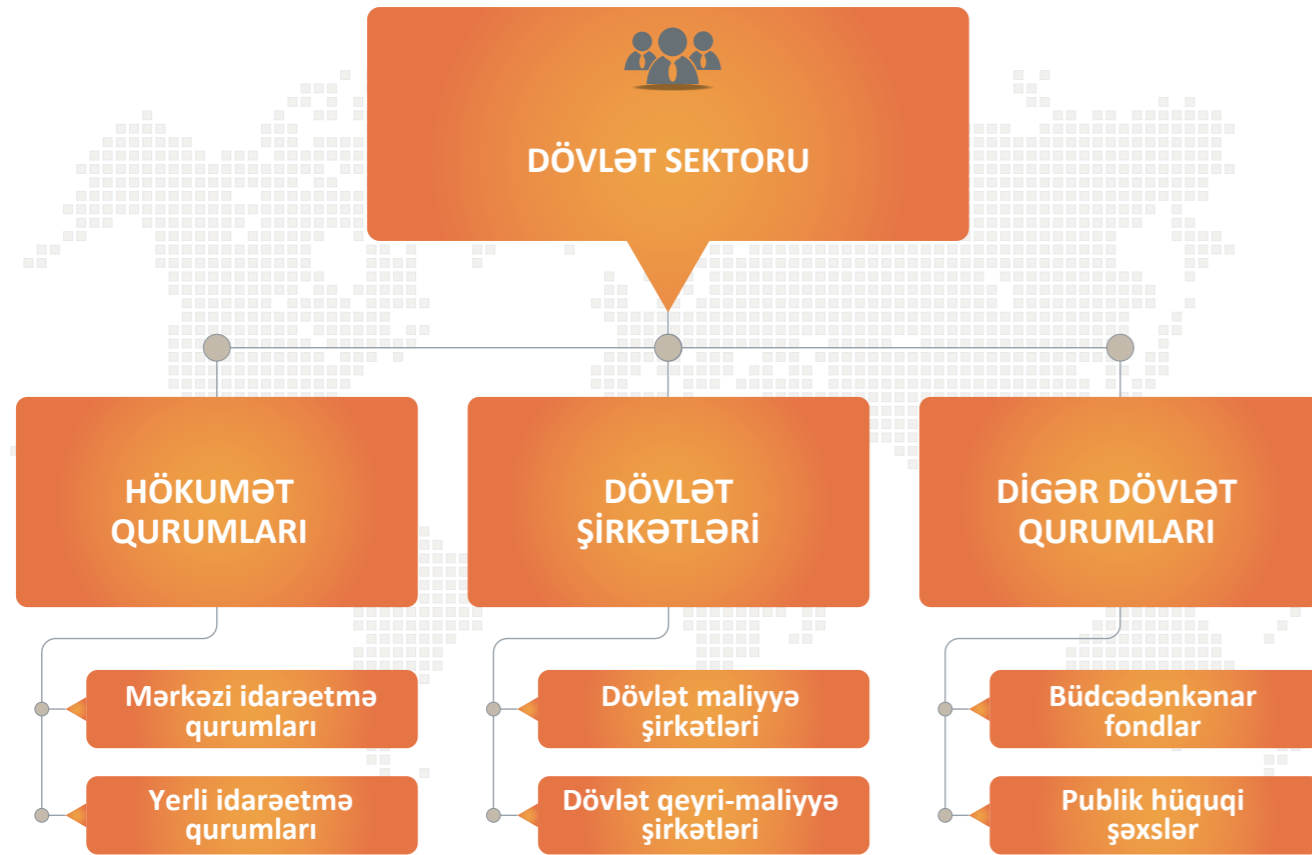 DÖVLƏT SEKTORU
HÖKUMƏT
QURUMLARI
DÖVLƏT
ŞİRKƏTLƏRİ
DİGƏR DÖVLƏT
QURUMLARI
Mərkəzi idarəetmə
qurumları
Yerli idarəetmə
qurumları
Dövlət maliyyə
şirkətləri
Dövlət qeyri-maliyyə
şirkətləri
Büdcədənkənar
fondlar
Publik hüquqi
şəxslər